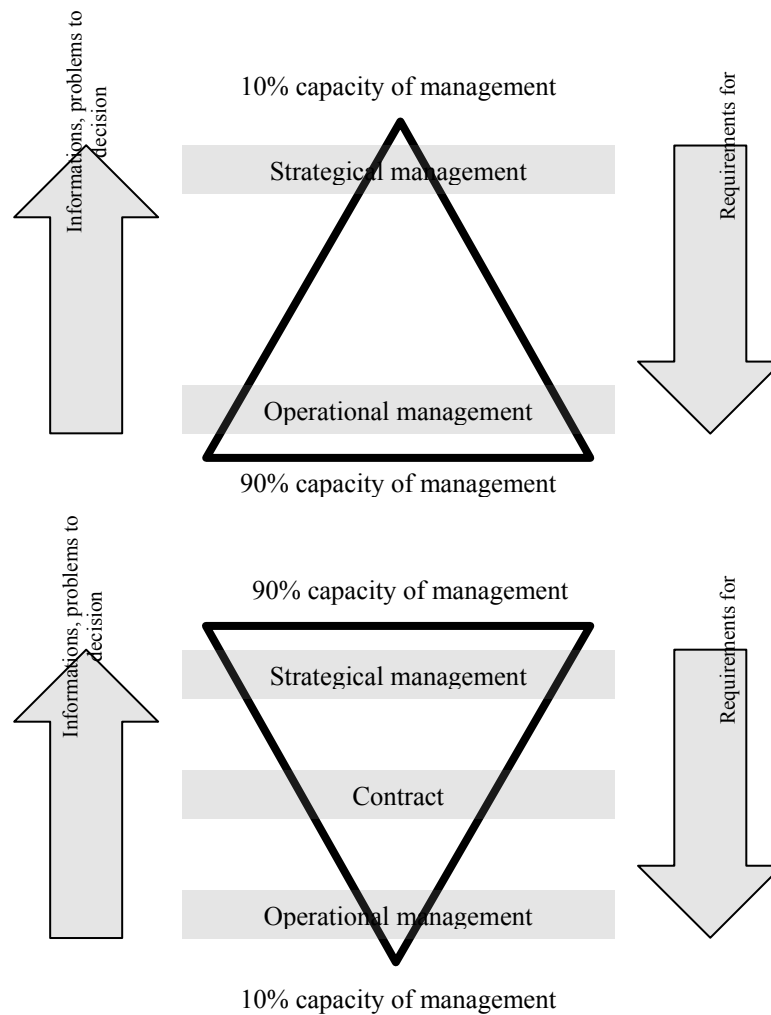 10% capacity of management
Informations, problems to
decision
Strategical management
Requirements for
Operational management
90% capacity of management
90% capacity of management
Informations, problems to
decision
Strategical management
Requirements for
Contract
Operational management
10% capacity of management